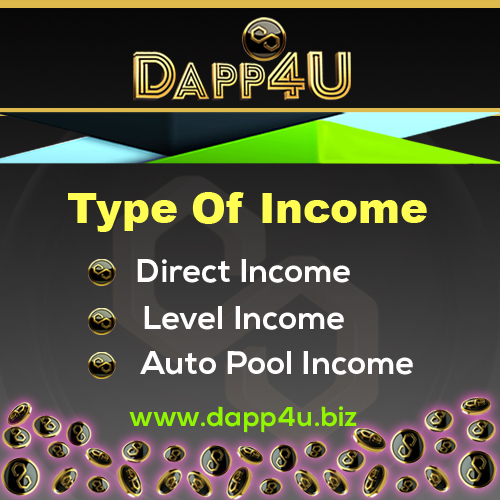 Dapp4U
Type Of Income
Direct Income
Level Income
Auto Pool Income
www.dapp4u.biz